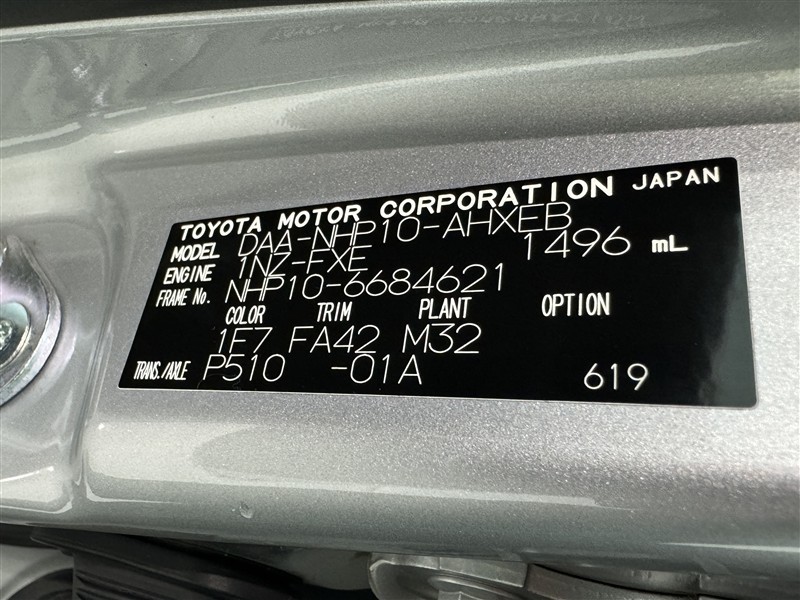 TOYOTA MOTOR CORPORATION JAPAN
MODEL DAA-NHP10-AHXEB
ENGINE 1NZ-FXE 1496 mL
FRAME No. NHP10-6684621
COLOR TRIM PLANT OPTION
1F7 FA42 M32
TRANS./AXLE P510 -01A 619